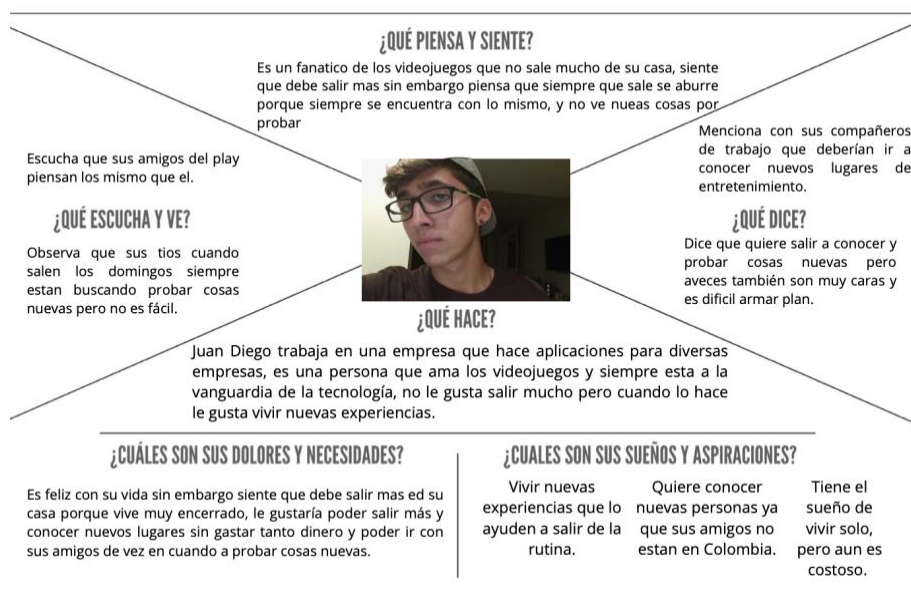 ¿QUÉ PIENSA Y SIENTE?
Es un fanatico de los videojuegos que no sale mucho de su casa, siente
que debe salir mas sin embargo piensa que siempre que sale se aburre
porque siempre se encuentra con lo mismo, y no ve nueas cosas por
probar
Escucha que sus amigos del play
piensan los mismo que el.
¿QUÉ ESCUCHA Y VE?
Observa que sus tios cuando
salen los domingos siempre
estan buscando probar cosas
nuevas pero no es fácil.
Menciona con sus compañeros
de trabajo que deberían ir a
conocer nuevos lugares de
entretenimiento.
¿QUÉ DICE?
Dice que quiere salir a conocer y
probar cosas nuevas pero
aveces también son muy caras y
es dificil armar plan.
¿QUÉ HACE?
Juan Diego trabaja en una empresa que hace aplicaciones para diversas
empresas, es una persona que ama los videojuegos y siempre esta a la
vanguardia de la tecnología, no le gusta salir mucho pero cuando lo hace
le gusta vivir nuevas experiencias.
¿CUÁLES SON SUS DOLORES Y NECESIDADES?
Es feliz con su vida sin embargo siente que debe salir mas ed su
casa porque vive muy encerrado, le gustaría poder salir más y
conocer nuevos lugares sin gastar tanto dinero y poder ir con
sus amigos de vez en cuando a probar cosas nuevas.
¿CUALES SON SUS SUEÑOS Y ASPIRACIONES?
Vivir nuevas
experiencias que lo
ayuden a salir de la
rutina.
Quiere conocer
nuevas personas ya
que sus amigos no
estan en Colombia.
Tiene el
sueño de
vivir solo,
pero aun es
costoso.